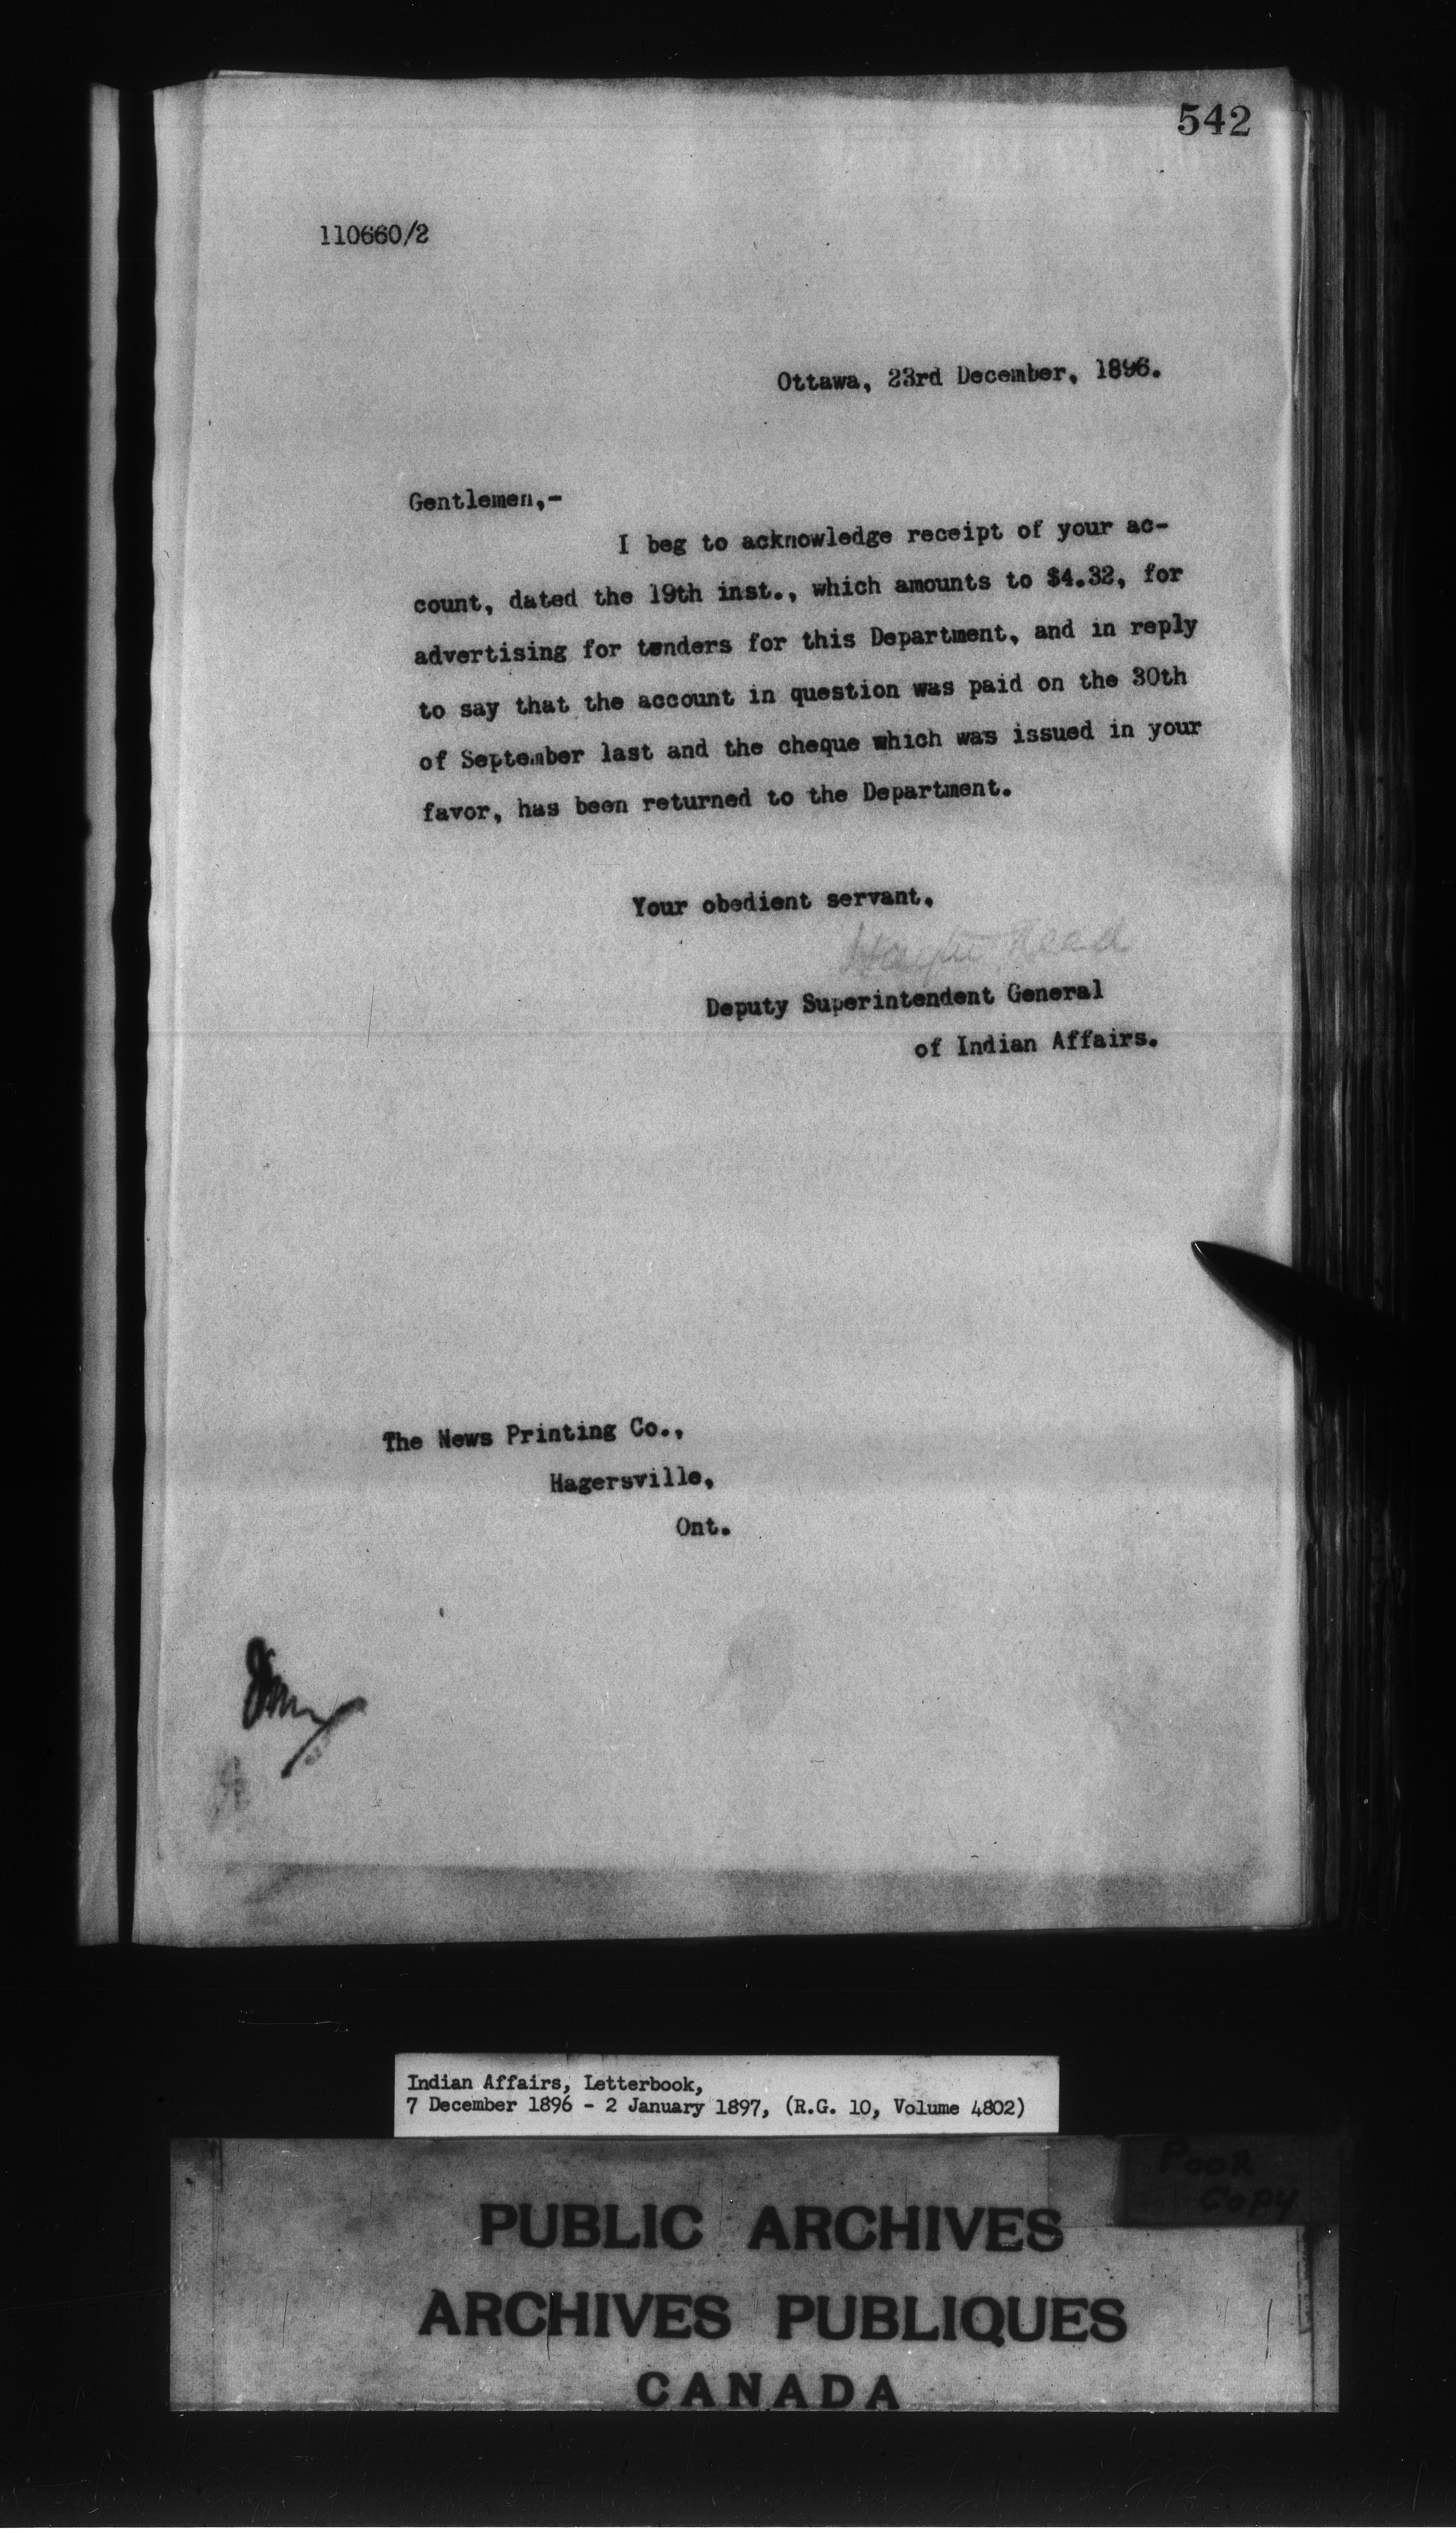 542
110660/2
Ottawa, 23rd December, 1896.
Gentlemen,-
I beg to acknowledge receipt of your ac-
count, dated the 19th inst., which amounts to $4.32, for
advertising for tenders for this Department, and in reply
to say that the account in question was paid on the 30th
of September last and the cheque which was issued in your
favor, has been returned to the Department.
Your obedient servant,
Hayter Reed
Deputy Superintendent General
of Indian Affairs.
The News Printing Co.,
Hagersville,
Ont.
Indian Affairs, Letterbook,
7 December 1896 - 2 January 1897, (R.G. 10, Volume 4802)
POOR
COPY
PUBLIC ARCHIVES
ARCHIVES PUBLIQUES
CANADA